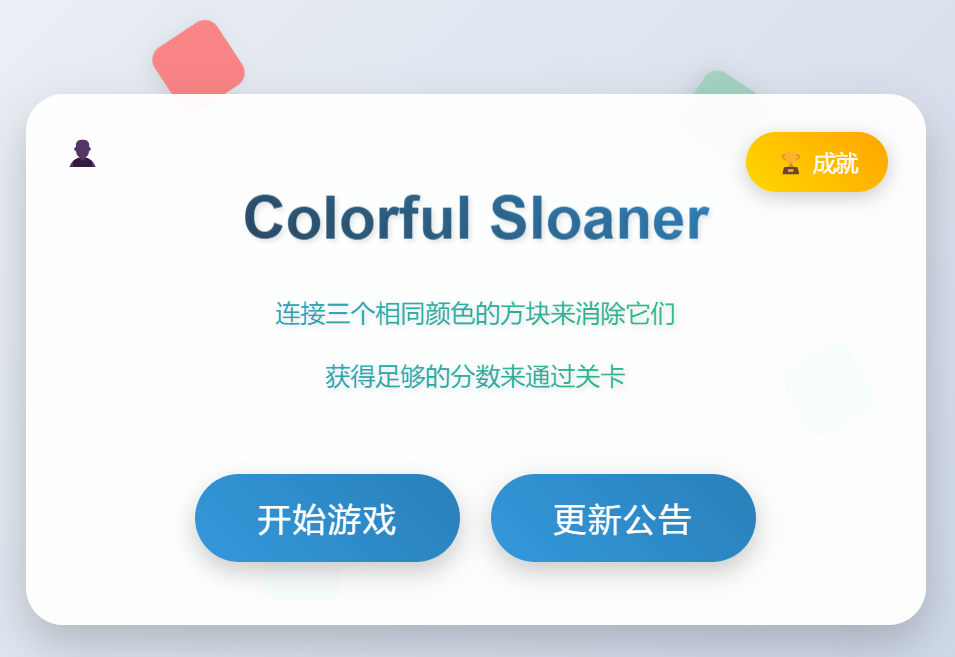 成就
Colorful Sloaner
连接三个相同颜色的方块来消除它们
获得足够的分数来通过关卡
开始游戏
更新公告